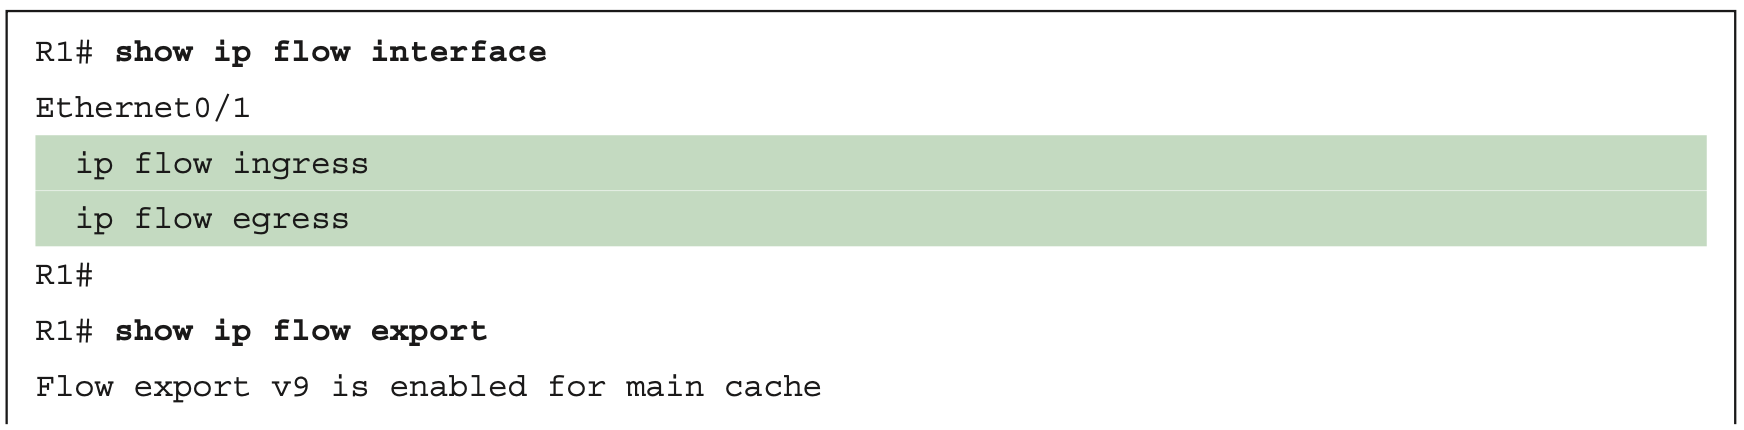 R1# show ip flow interface
Ethernet0/1
  ip flow ingress
  ip flow egress
R1#
R1# show ip flow export
Flow export v9 is enabled for main cache